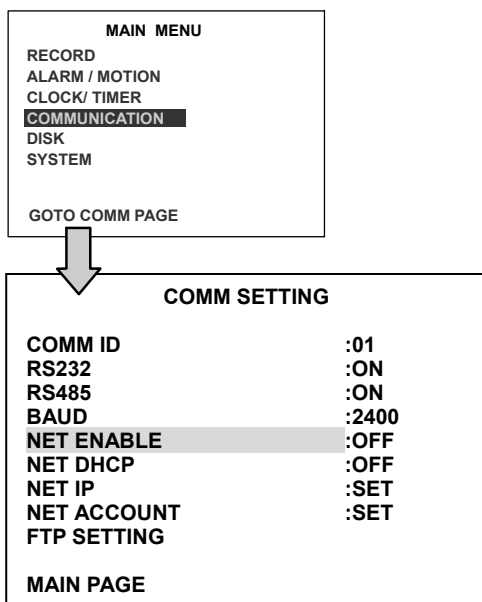 MAIN MENU
RECORD
ALARM / MOTION
CLOCK/ TIMER
COMMUNICATION
DISK
SYSTEM
GOTO COMM PAGE
COMM SETTING
COMM ID :01
RS232 :ON
RS485 :ON
BAUD :2400
NET ENABLE :OFF
NET DHCP :OFF
NET IP :SET
NET ACCOUNT :SET
FTP SETTING
MAIN PAGE